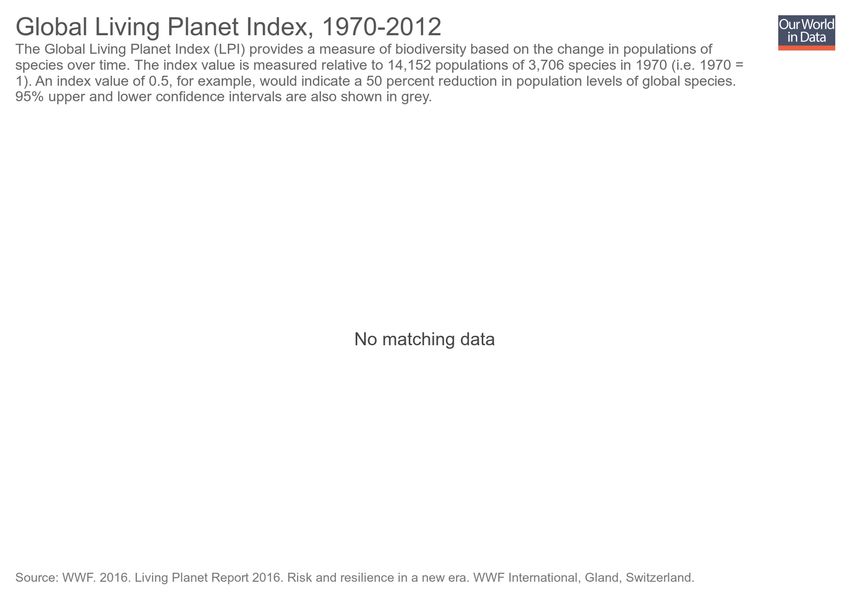 Global Living Planet Index, 1970-2012
Our World
in Data
The Global Living Planet Index (LPI) provides a measure of biodiversity based on the change in populations of
species over time. The index value is measured relative to 14,152 populations of 3,706 species in 1970 (i.e. 1970 =
1). An index value of 0.5, for example, would indicate a 50 percent reduction in population levels of global species.
95% upper and lower confidence intervals are also shown in grey.
No matching data
Source: WWF. 2016. Living Planet Report 2016. Risk and resilience in a new era. WWF International, Gland, Switzerland.